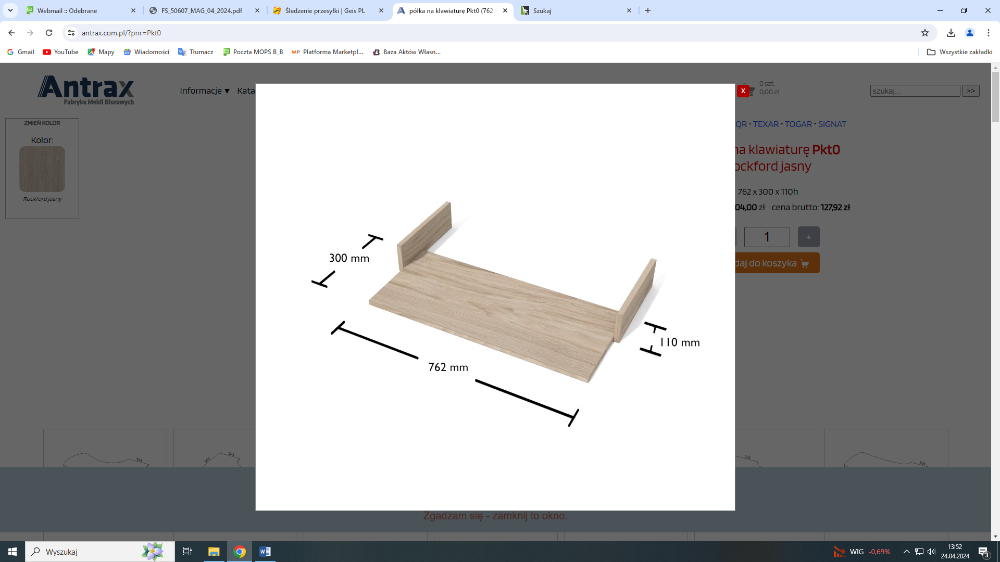 Webmail :: Odebrane
FS_50607_MAG_04_2024.pdf
Śledzenie przesyłki | Geis PL
półka na klawiaturę Pkt0 (762
Szukaj
antrax.com.pl/?pnr=Pkt0
Gmail
YouTube
Mapy
Wiadomości
Tłumacz
Poczta MOPS B_B
Platforma Marketpl...
Baza Aktów Własn...
Wszystkie zakładki
Antrax
Fabryka Mebli Biurowych
Informacje ▼
Kata
X
0 szt.
0,00 zł
szukaj...
>>
ZMIEŃ KOLOR
Kolor:
Rockford jasny
QR · TEXAR · TOGAR · SIGNAT
na klawiaturę Pkt0
ockford jasny
762 x 300 x 110h
04,00 zł cena brutto: 127,92 zł
1
+
daj do koszyka
300 mm
110 mm
762 mm
504
900
504
504
504
Zgadzam się - zamknij to okno.
Wyszukaj
WIG -0,69%
13:52
24.04.2024
3